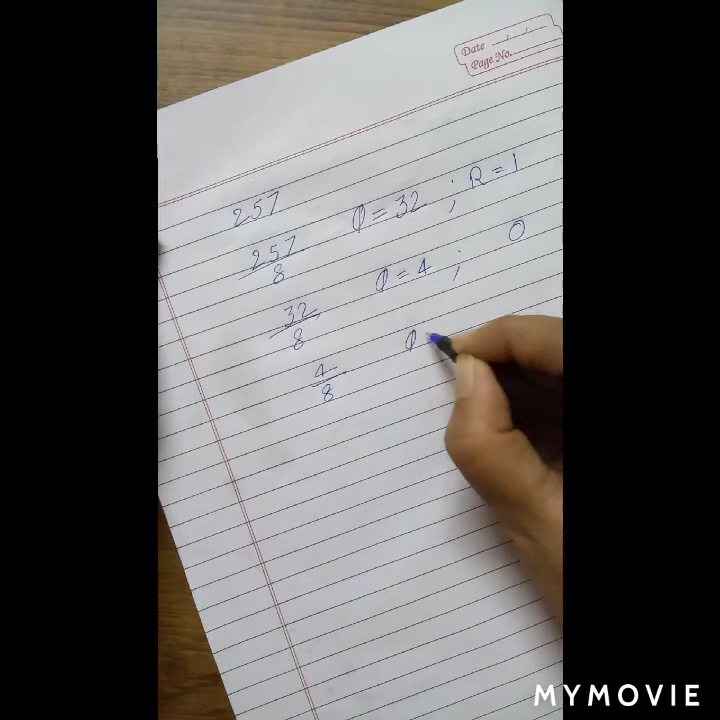 Date / /
Page No.
257
257/8 Q = 32 ; R = 1
32/8 Q = 4 ; 0
4/8 Q
MYMOVIE